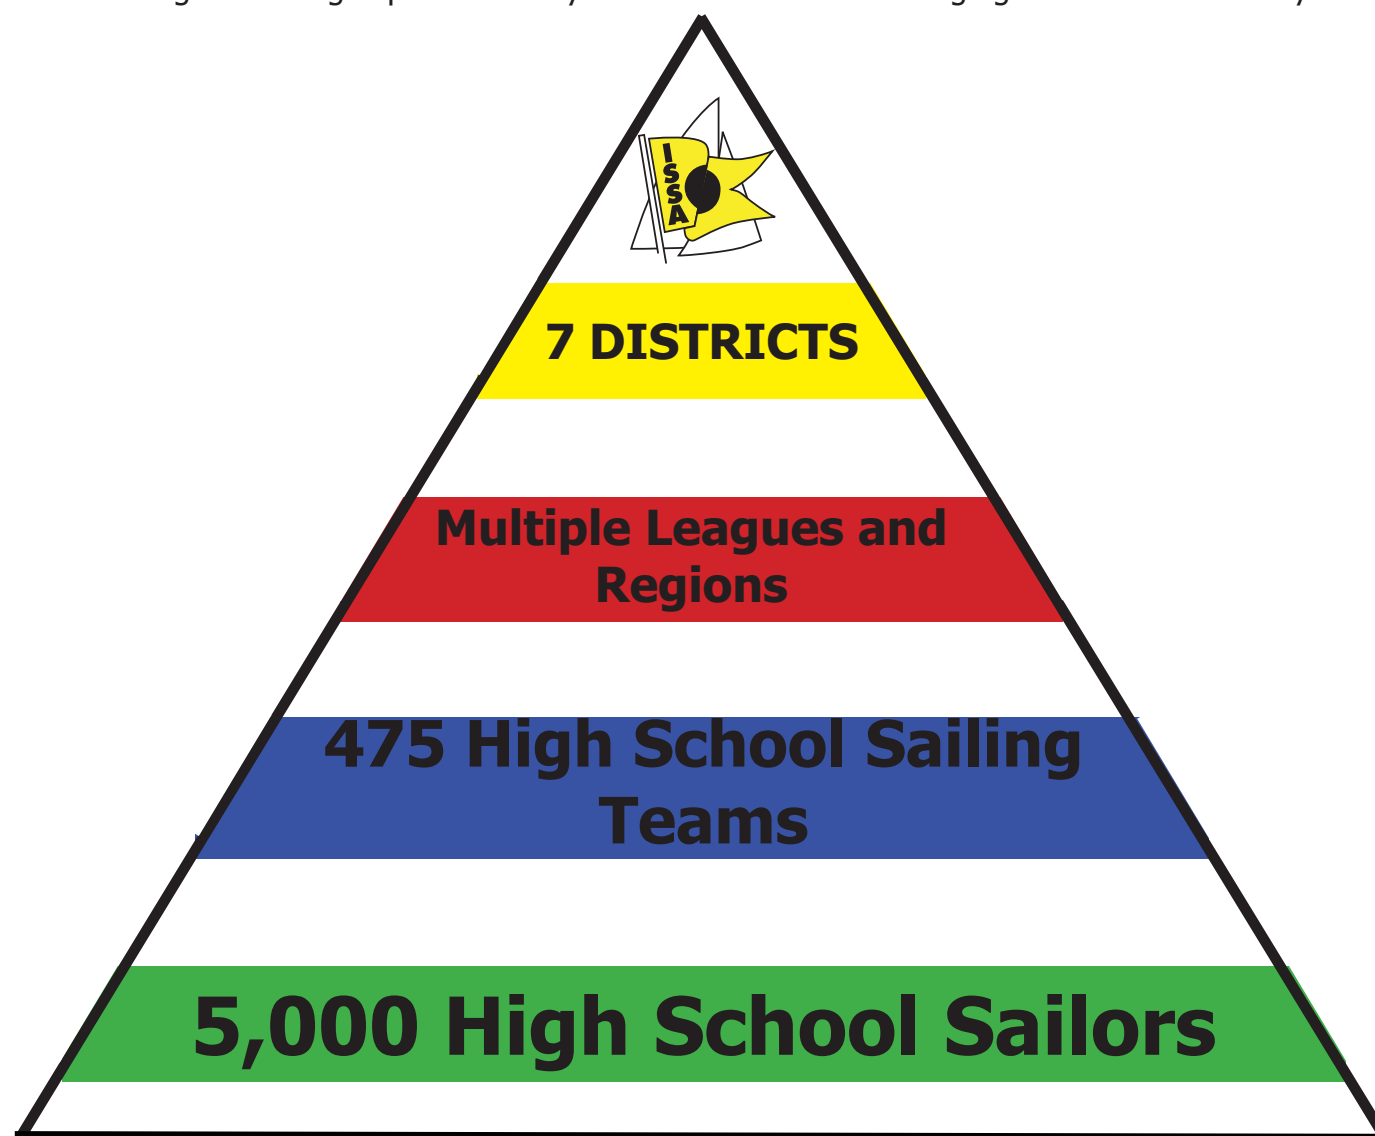 ISSA
7 DISTRICTS
Multiple Leagues and
Regions
475 High School Sailing
Teams
5,000 High School Sailors